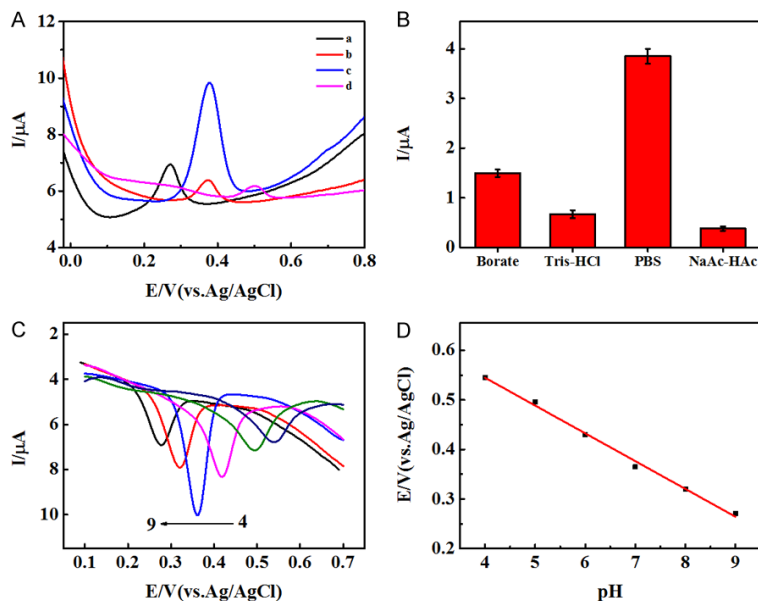 A
12
10
8
6
4
I/μA
a
b
c
d
0.0 0.2 0.4 0.6 0.8
E/V(vs.Ag/AgCl)
B
4
3
2
1
0
I/μA
Borate Tris-HCl PBS NaAc-HAc
C
2
4
6
8
10
I/μA
9 4
0.1 0.2 0.3 0.4 0.5 0.6 0.7
E/V(vs.Ag/AgCl)
D
0.6
0.5
0.4
0.3
0.2
E/V(vs.Ag/AgCl)
4 5 6 7 8 9
pH